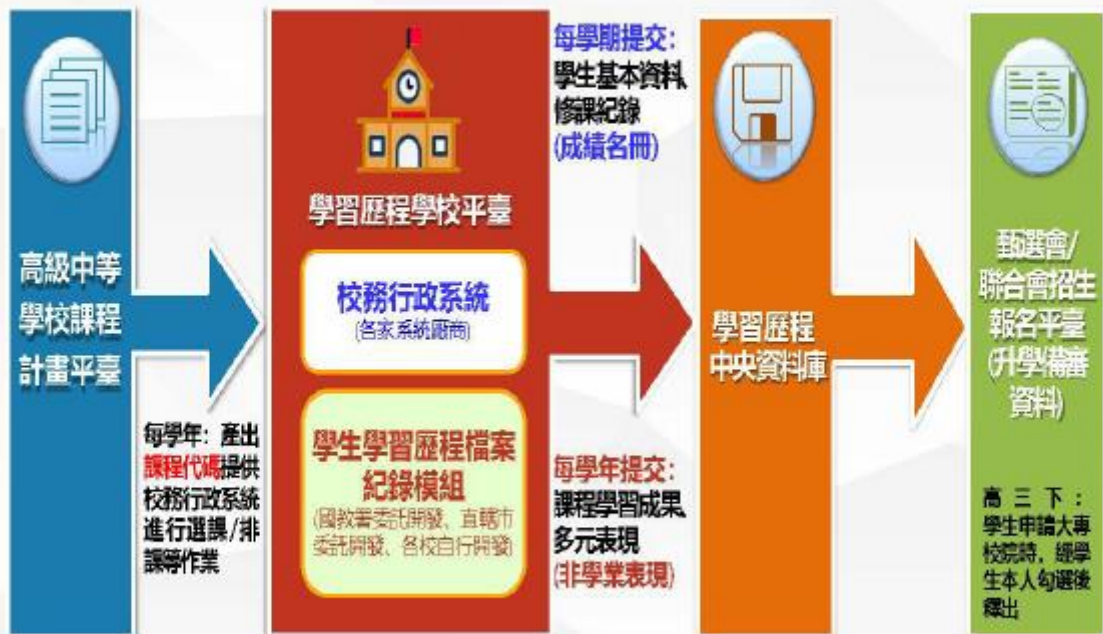 高級中等
學校課程
計畫平臺
每學年：產出
課程代碼提供
校務行政系統
進行選課/排
課等作業
學習歷程學校平臺
校務行政系統
(各家系統廠商)
學生學習歷程檔案
紀錄模組
(國教署委託開發、直轄市
委託開發、各校自行開發)
每學期提交：
學生基本資料、
修課紀錄
(成績名冊)
每學年提交：
課程學習成果、
多元表現
(非學業表現)
學習歷程
中央資料庫
甄選會/
聯合會招生
報名平臺
(升學備審
資料)
高三下：
學生申請大專
校院時，經學
生本人勾選後
釋出